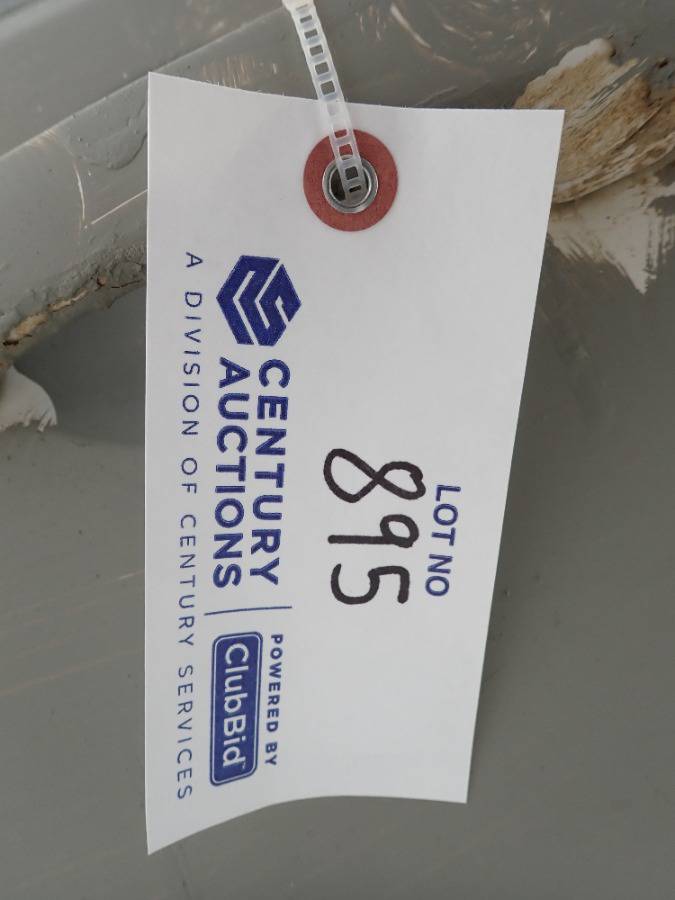 LOT NO
895
CENTURY
AUCTIONS
POWERED BY
ClubBid
A DIVISION OF CENTURY SERVICES